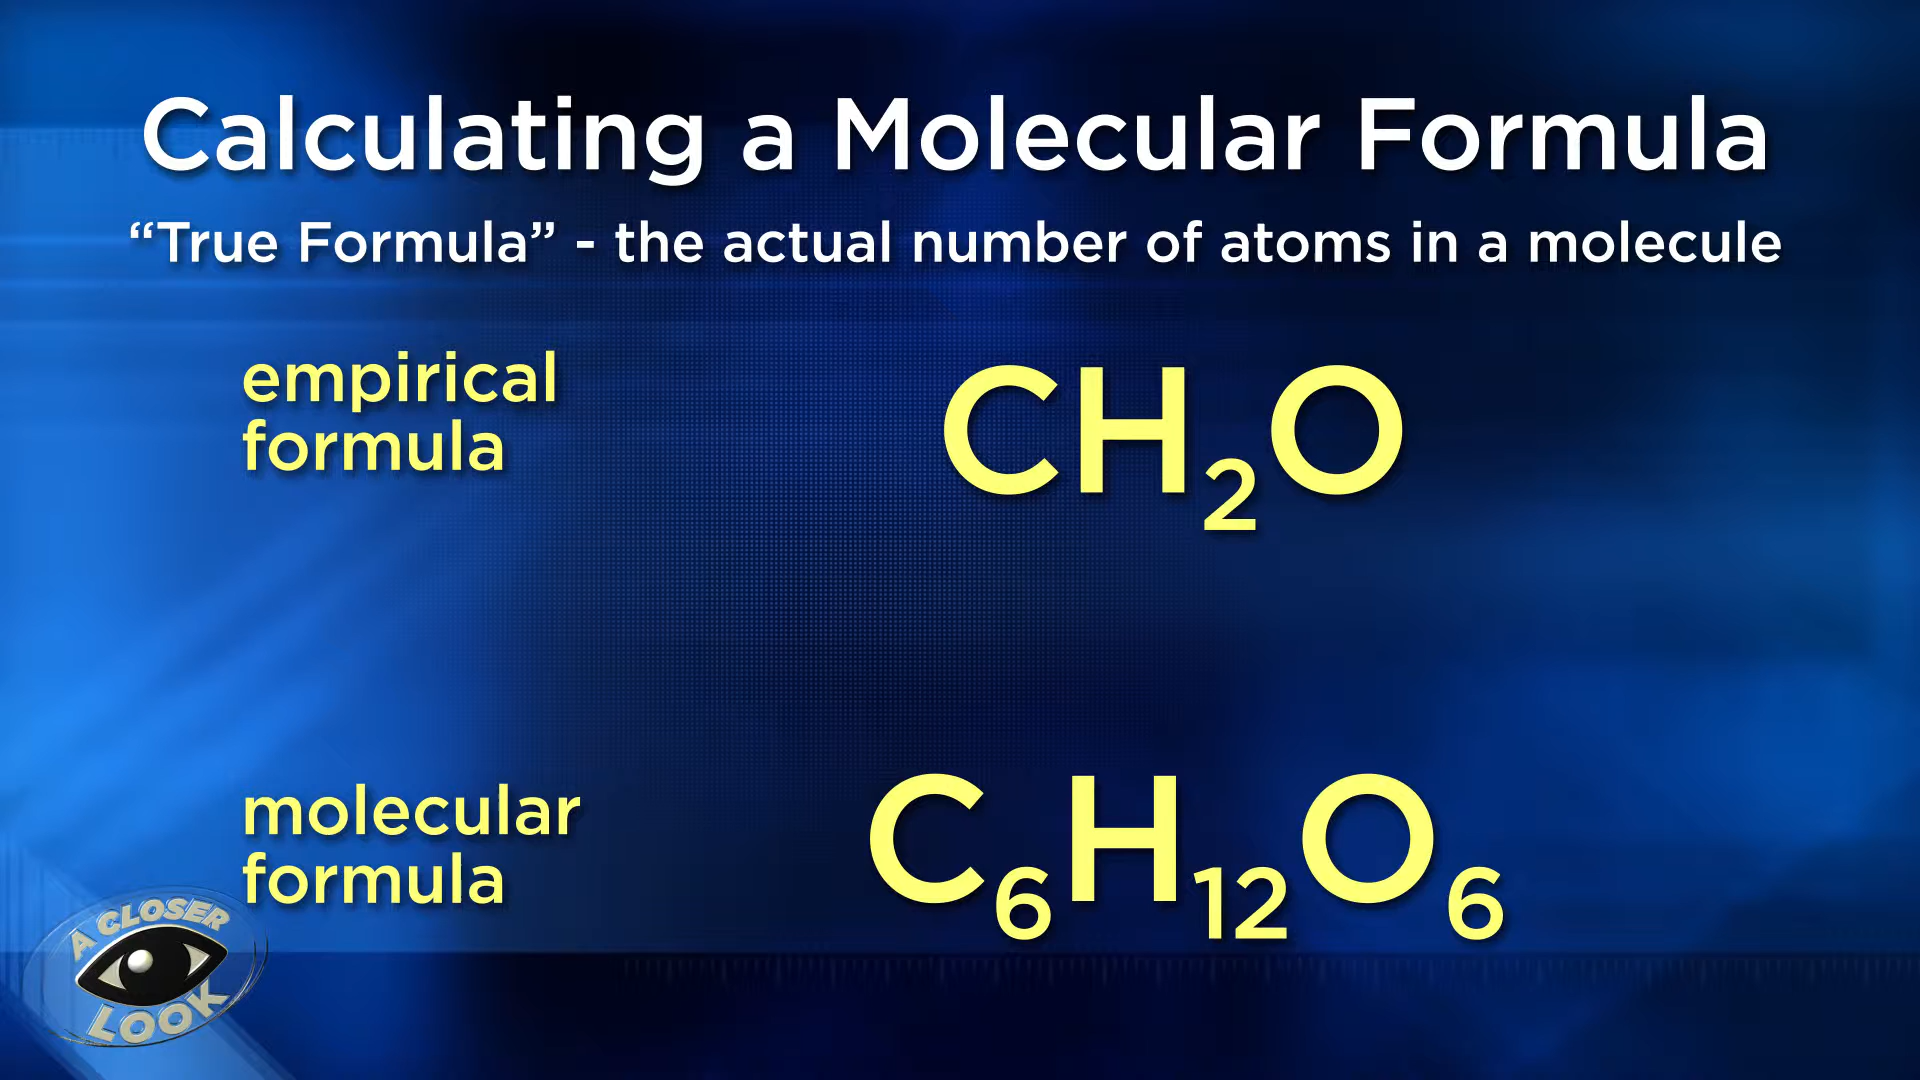 Calculating a Molecular Formula
“True Formula” - the actual number of atoms in a molecule
empirical
formula
CH₂O
molecular
formula
C₆H₁₂O₆
A CLOSER
LOOK